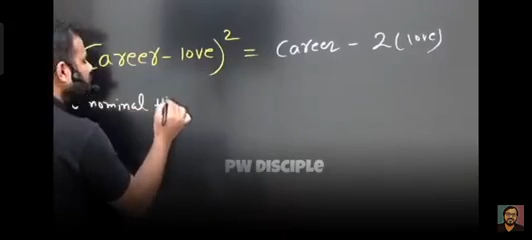 (Career - love)² = Career - 2 (love)
nominal
PW DISCIPLE